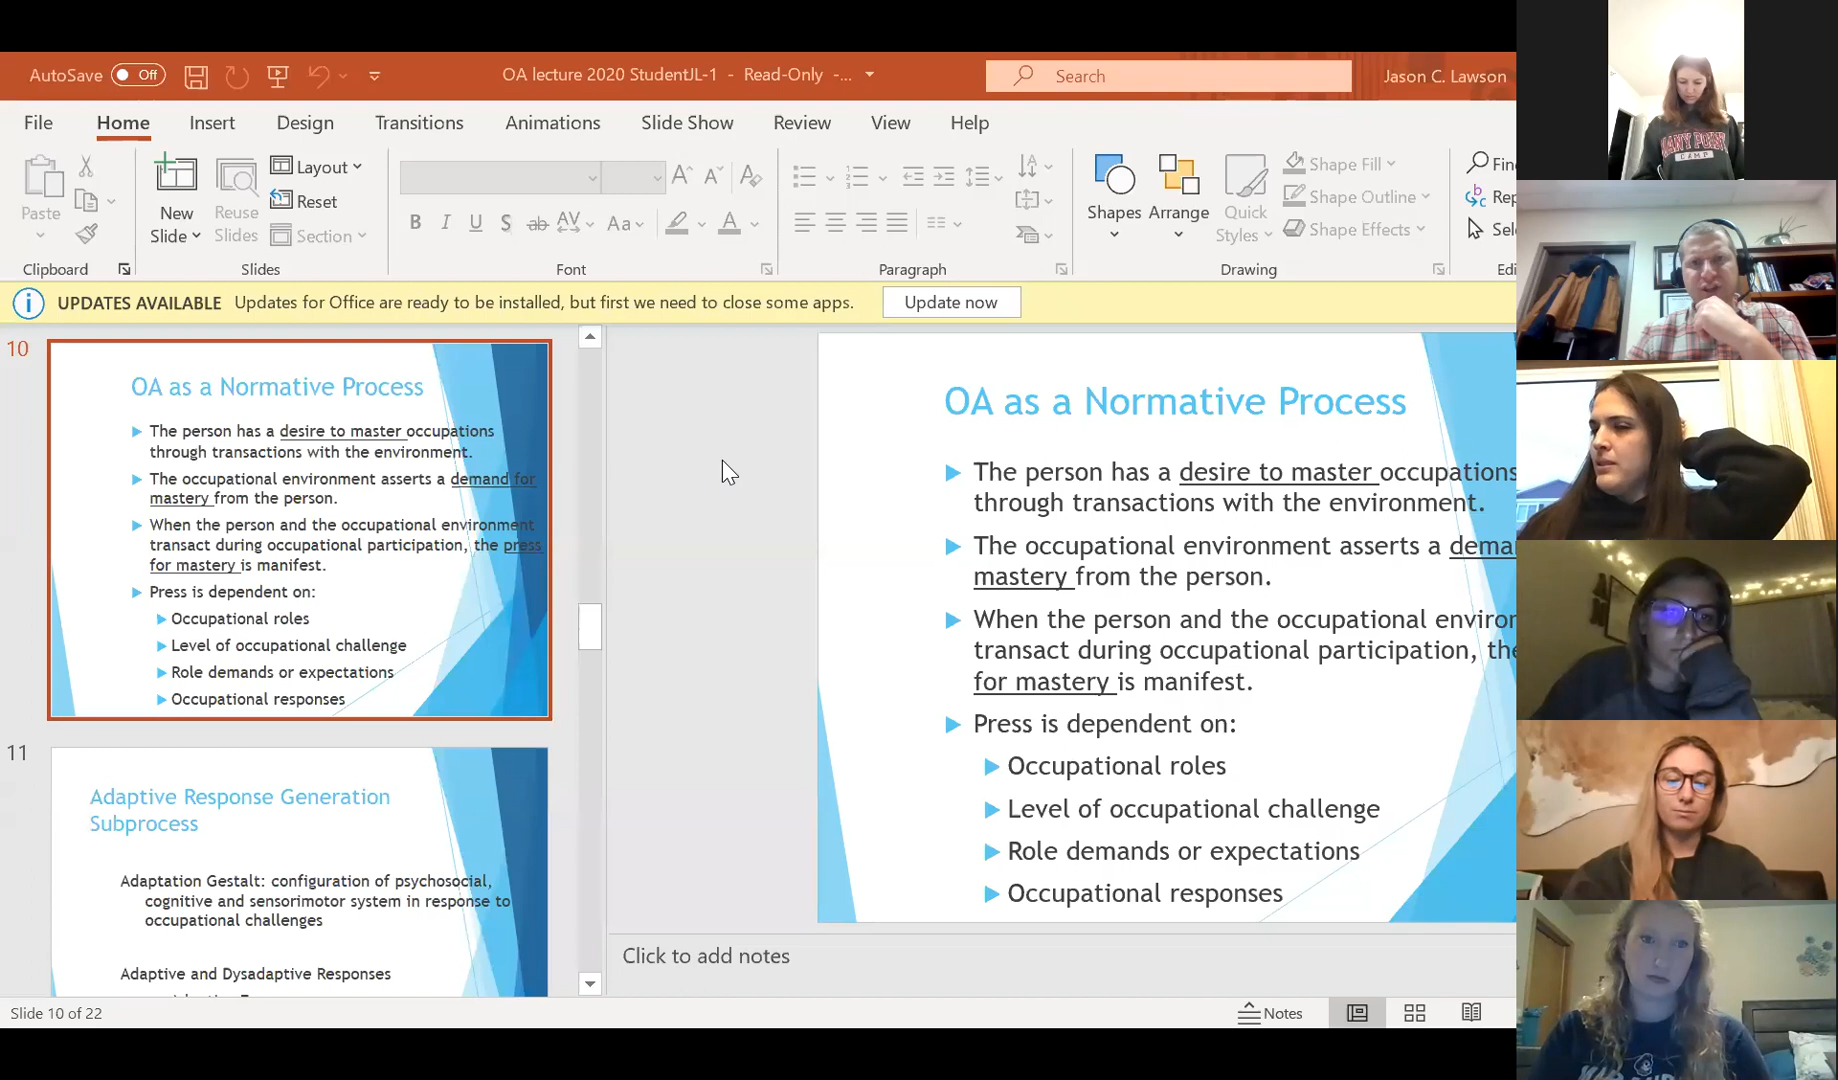 AutoSave Off OA lecture 2020 StudentJL-1 - Read-Only -... Search Jason C. Lawson
File Home Insert Design Transitions Animations Slide Show Review View Help
Paste
New
Slide
Reuse
Slides
Layout
Reset
Section
B I U S ab AV Aa A
Shapes
Arrange
Quick
Styles
Shape Fill
Shape Outline
Shape Effects
Fin
Rep
Sel
Clipboard Slides Font Paragraph Drawing Edi
UPDATES AVAILABLE Updates for Office are ready to be installed, but first we need to close some apps. Update now
10
OA as a Normative Process
The person has a desire to master occupations
through transactions with the environment.
The occupational environment asserts a demand for
mastery from the person.
When the person and the occupational environment
transact during occupational participation, the press
for mastery is manifest.
Press is dependent on:
Occupational roles
Level of occupational challenge
Role demands or expectations
Occupational responses
11
Adaptive Response Generation
Subprocess
Adaptation Gestalt: configuration of psychosocial,
cognitive and sensorimotor system in response to
occupational challenges
Adaptive and Dysadaptive Responses
OA as a Normative Process
The person has a desire to master occupations
through transactions with the environment.
The occupational environment asserts a dema
mastery from the person.
When the person and the occupational enviror
transact during occupational participation, the
for mastery is manifest.
Press is dependent on:
Occupational roles
Level of occupational challenge
Role demands or expectations
Occupational responses
Click to add notes
Slide 10 of 22 Notes
CAMP